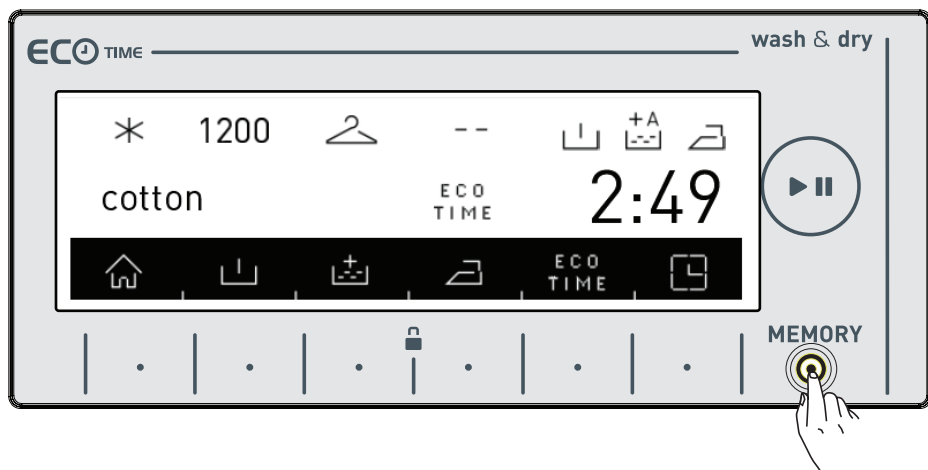 ECO TIME
wash & dry
1200 -- +A
cotton ECO TIME 2:49
+ ECO TIME
MEMORY